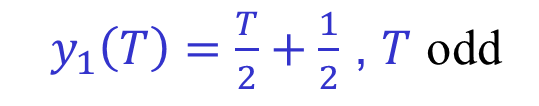 y₁(T) = T/2 + 1/2 , T odd